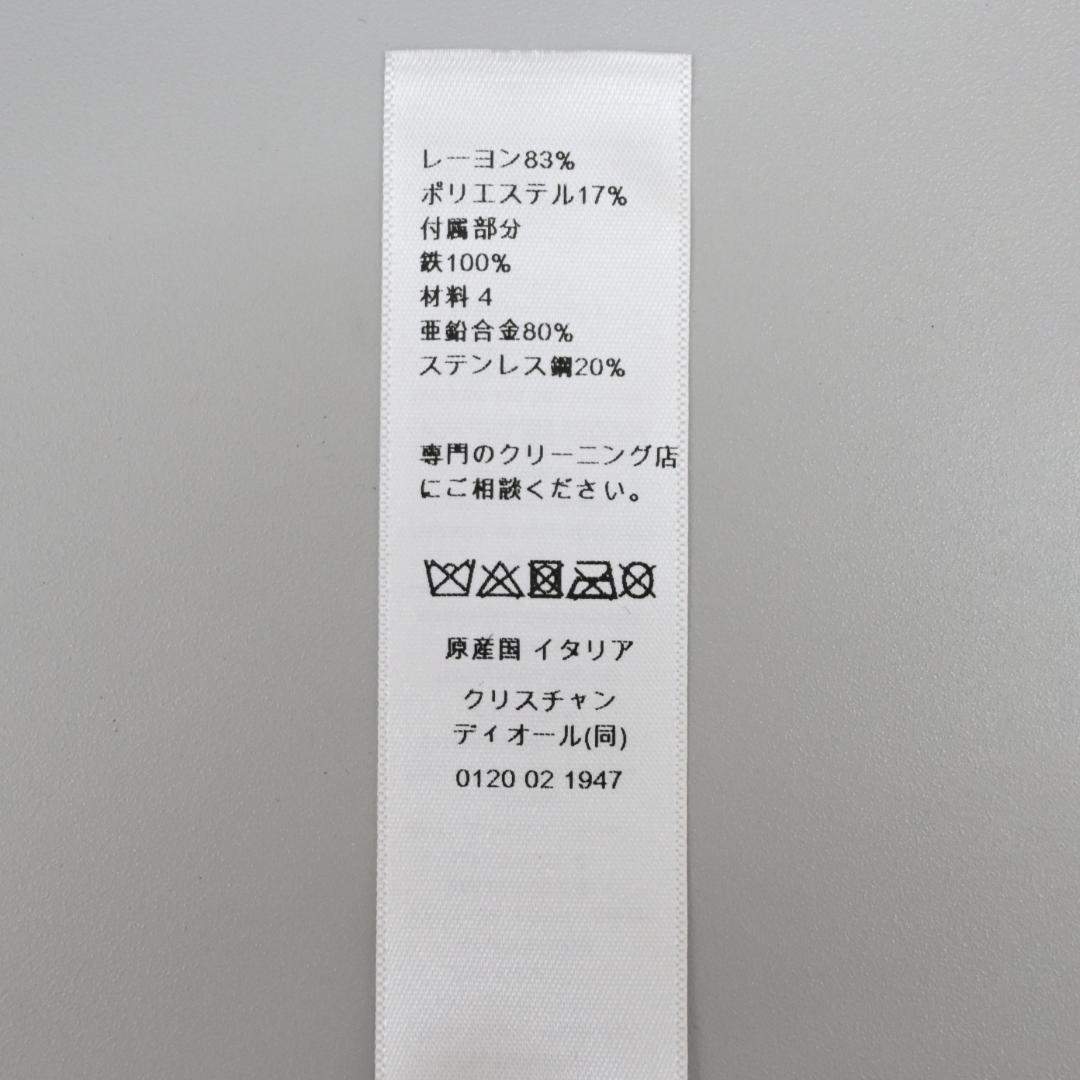 レーヨン83%
ポリエステル17%
付属部分
鉄100%
材料 4
亜鉛合金80%
ステンレス鋼20%
専門のクリーニング店
にご相談ください。
原産国 イタリア
クリスチャン
ディオール(同)
0120 02 1947